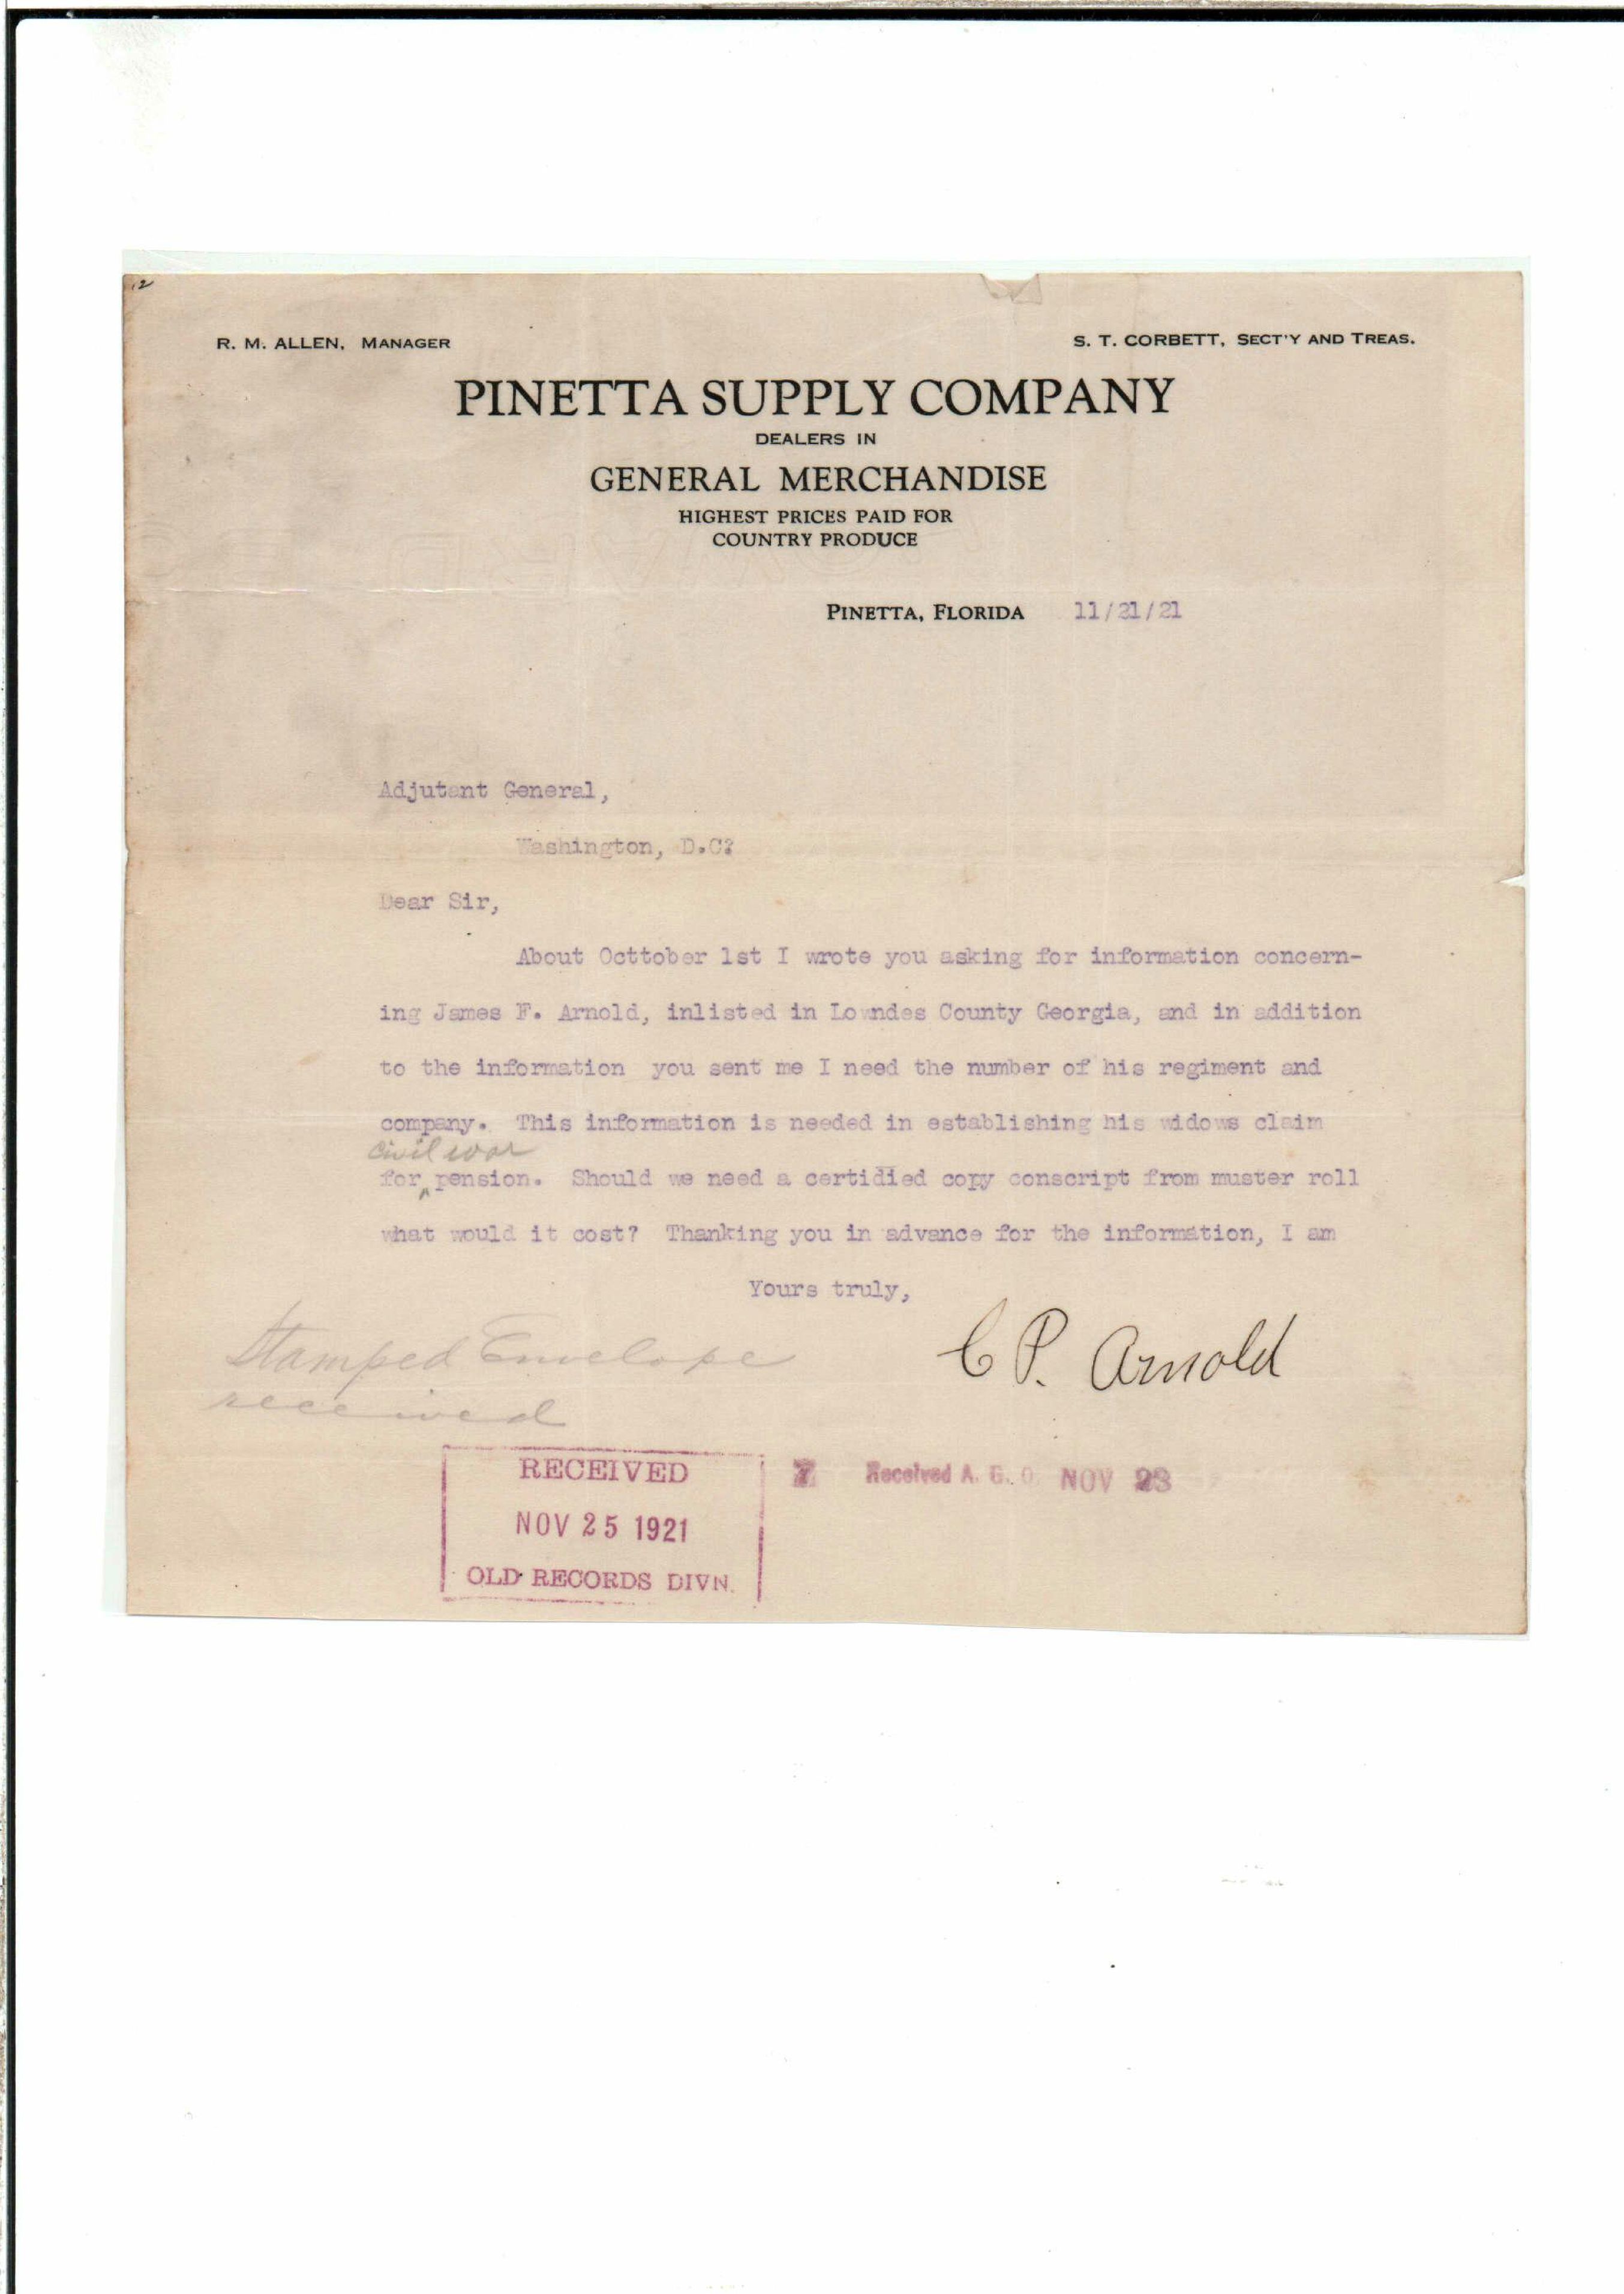 12
R. M. ALLEN, MANAGER
S. T. CORBETT, SECT'Y AND TREAS.
PINETTA SUPPLY COMPANY
DEALERS IN
GENERAL MERCHANDISE
HIGHEST PRICES PAID FOR
COUNTRY PRODUCE
PINETTA, FLORIDA 11/21/21
Adjutant General,
Washington, D.C?
Dear Sir,
About Octtober 1st I wrote you asking for information concern-
ing James F. Arnold, inlisted in Lowndes County Georgia, and in addition
to the information you sent me I need the number of his regiment and
company. This information is needed in establishing his widows claim
civil war
for pension. Should we need a certidied copy conscript from muster roll
what would it cost? Thanking you in advance for the information, I am
Yours truly,
C P. Arnold
Stamped Envelope
received
RECEIVED
NOV 25 1921
OLD RECORDS DIVN.
7 Received A. G. O. NOV 23